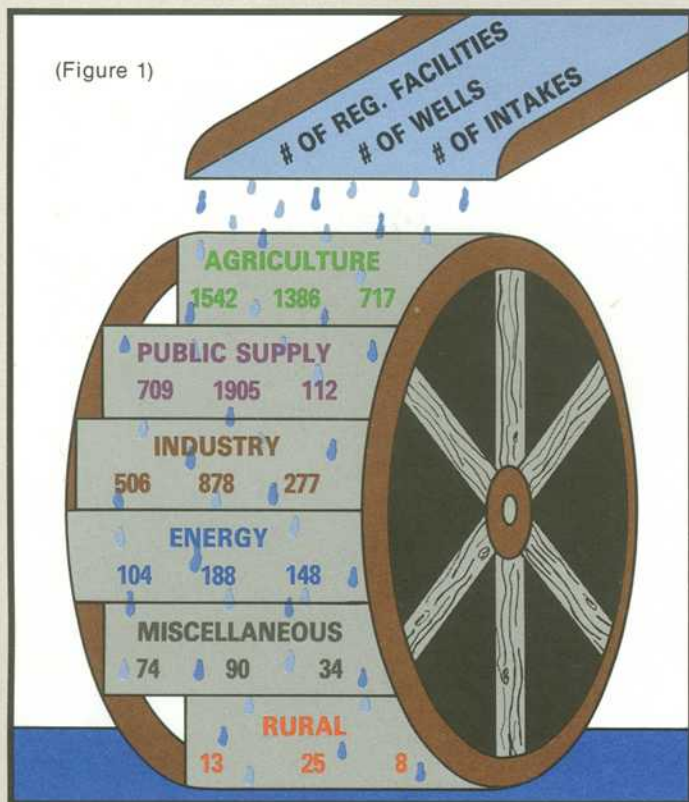 (Figure 1)
# OF REG. FACILITIES
# OF WELLS
# OF INTAKES
AGRICULTURE
1542 1386 717
PUBLIC SUPPLY
709 1905 112
INDUSTRY
506 878 277
ENERGY
104 188 148
MISCELLANEOUS
74 90 34
RURAL
13 25 8